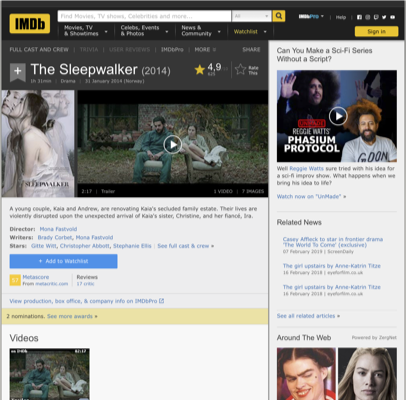 IMDb
Find Movies, TV shows, Celebrities and more...
All
Movies, TV & Showtimes
Celebs, Events & Photos
News & Community
Watchlist
IMDbPro
Help
Sign in
FULL CAST AND CREW | TRIVIA | USER REVIEWS | IMDbPro | MORE
SHARE
+ The Sleepwalker (2014)
4,9
Rate This
1h 31min | Drama | 31 January 2014 (Norway)
SLEEPWALKER
2:17 | Trailer
1 VIDEO | 7 IMAGES
A young couple, Kaia and Andrew, are renovating Kaia's secluded family estate. Their lives are
violently disrupted upon the unexpected arrival of Kaia's sister, Christine, and her fiancé, Ira.
Director: Mona Fastvold
Writers: Brady Corbet, Mona Fastvold
Stars: Gitte Witt, Christopher Abbott, Stephanie Ellis | See full cast & crew »
+ Add to Watchlist
Metascore
From metacritic.com
Reviews
17 critic
View production, box office, & company info on IMDbPro
2 nominations. See more awards »
Videos
Can You Make a Sci-Fi Series
Without a Script?
REGGIE WATTS'
PHASIUM
PROTOCOL
GOZN
Well Reggie Watts sure tried with his idea for
a sci-fi improv show. What happens when we
bring his idea to life?
Watch now on "UnMade" »
Related News
Casey Affleck to star in frontier drama
'The World To Come' (exclusive)
07 February 2019 | ScreenDaily
The girl upstairs by Anne-Katrin Titze
16 February 2018 | eyeforfilm.co.uk
The girl upstairs by Anne-Katrin Titze
16 February 2018 | eyeforfilm.co.uk
See all related articles »
Around The Web
Powered by ZergNet